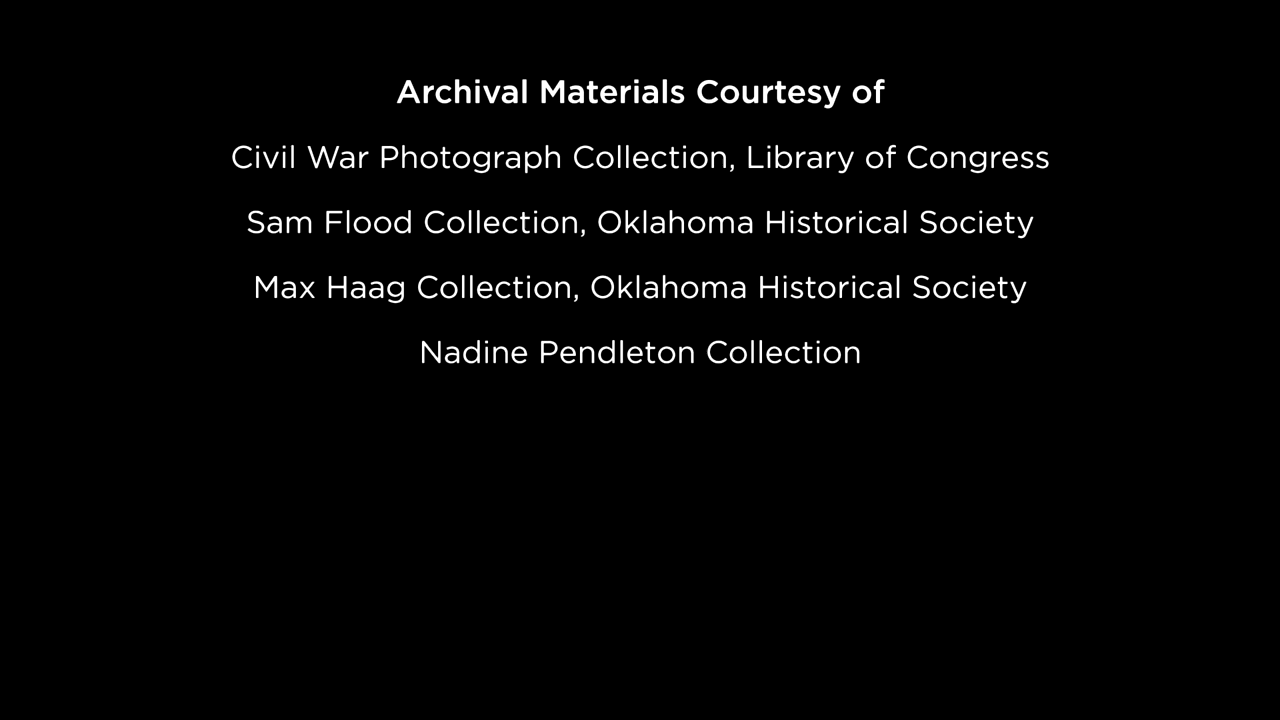 Archival Materials Courtesy of
Civil War Photograph Collection, Library of Congress
Sam Flood Collection, Oklahoma Historical Society
Max Haag Collection, Oklahoma Historical Society
Nadine Pendleton Collection